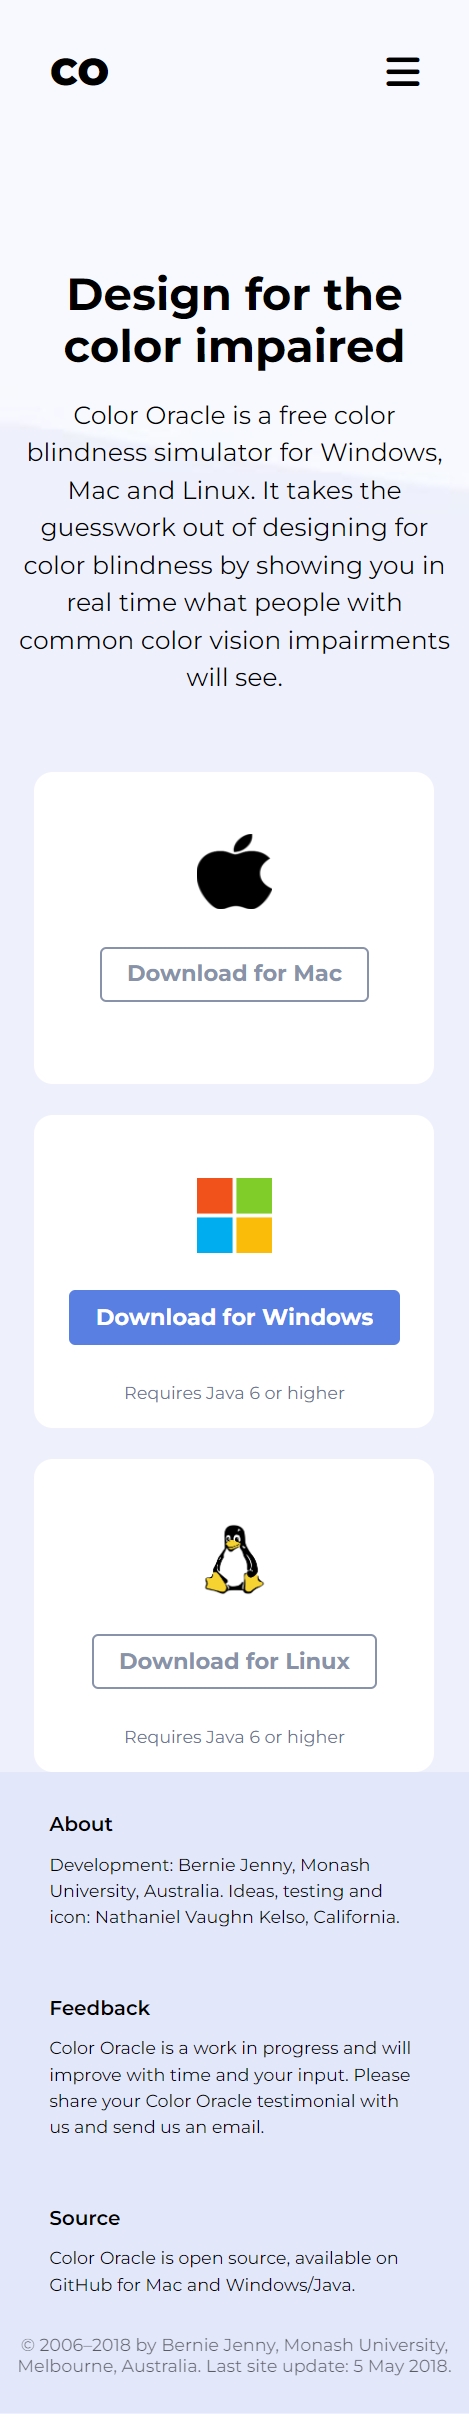 co
Design for the
color impaired
Color Oracle is a free color
blindness simulator for Windows,
Mac and Linux. It takes the
guesswork out of designing for
color blindness by showing you in
real time what people with
common color vision impairments
will see.
Download for Mac
Download for Windows
Requires Java 6 or higher
Download for Linux
Requires Java 6 or higher
About
Development: Bernie Jenny, Monash
University, Australia. Ideas, testing and
icon: Nathaniel Vaughn Kelso, California.
Feedback
Color Oracle is a work in progress and will
improve with time and your input. Please
share your Color Oracle testimonial with
us and send us an email.
Source
Color Oracle is open source, available on
GitHub for Mac and Windows/Java.
© 2006–2018 by Bernie Jenny, Monash University,
Melbourne, Australia. Last site update: 5 May 2018.